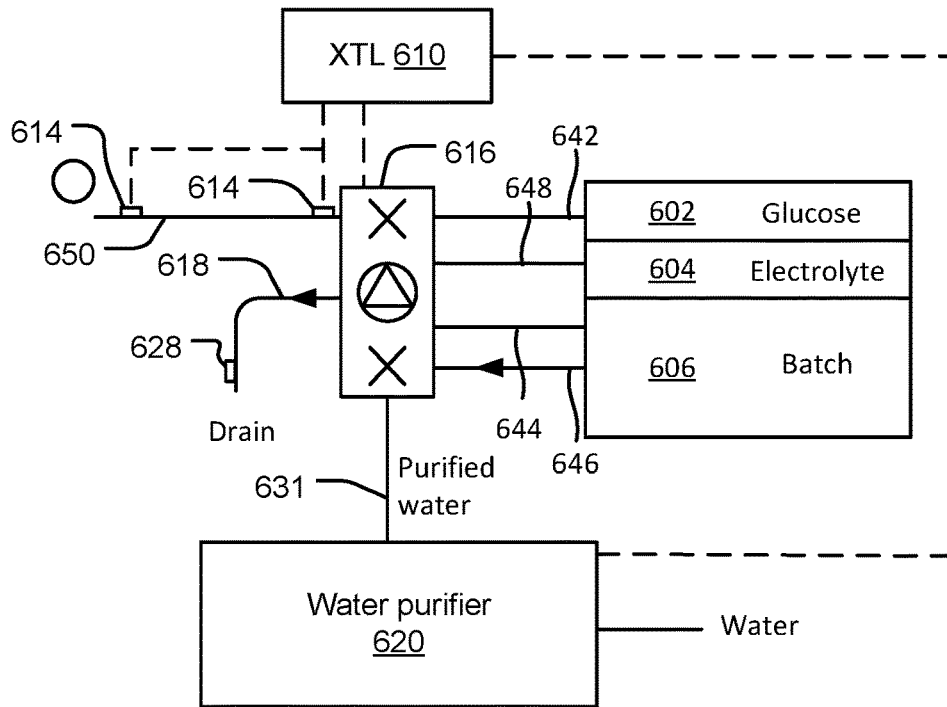 XTL 610
614
616
642
614
648
602 Glucose
650
604 Electrolyte
618
628
606 Batch
Drain
644
646
Purified
water
631
Water purifier
620
Water